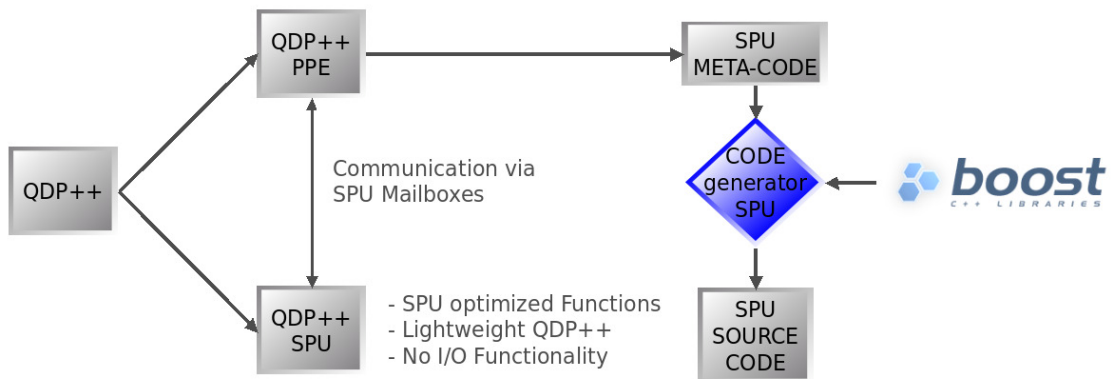 QDP++
QDP++
PPE
Communication via
SPU Mailboxes
QDP++
SPU
- SPU optimized Functions
- Lightweight QDP++
- No I/O Functionality
SPU
META-CODE
CODE
generator
SPU
boost
C++ LIBRARIES
SPU
SOURCE
CODE